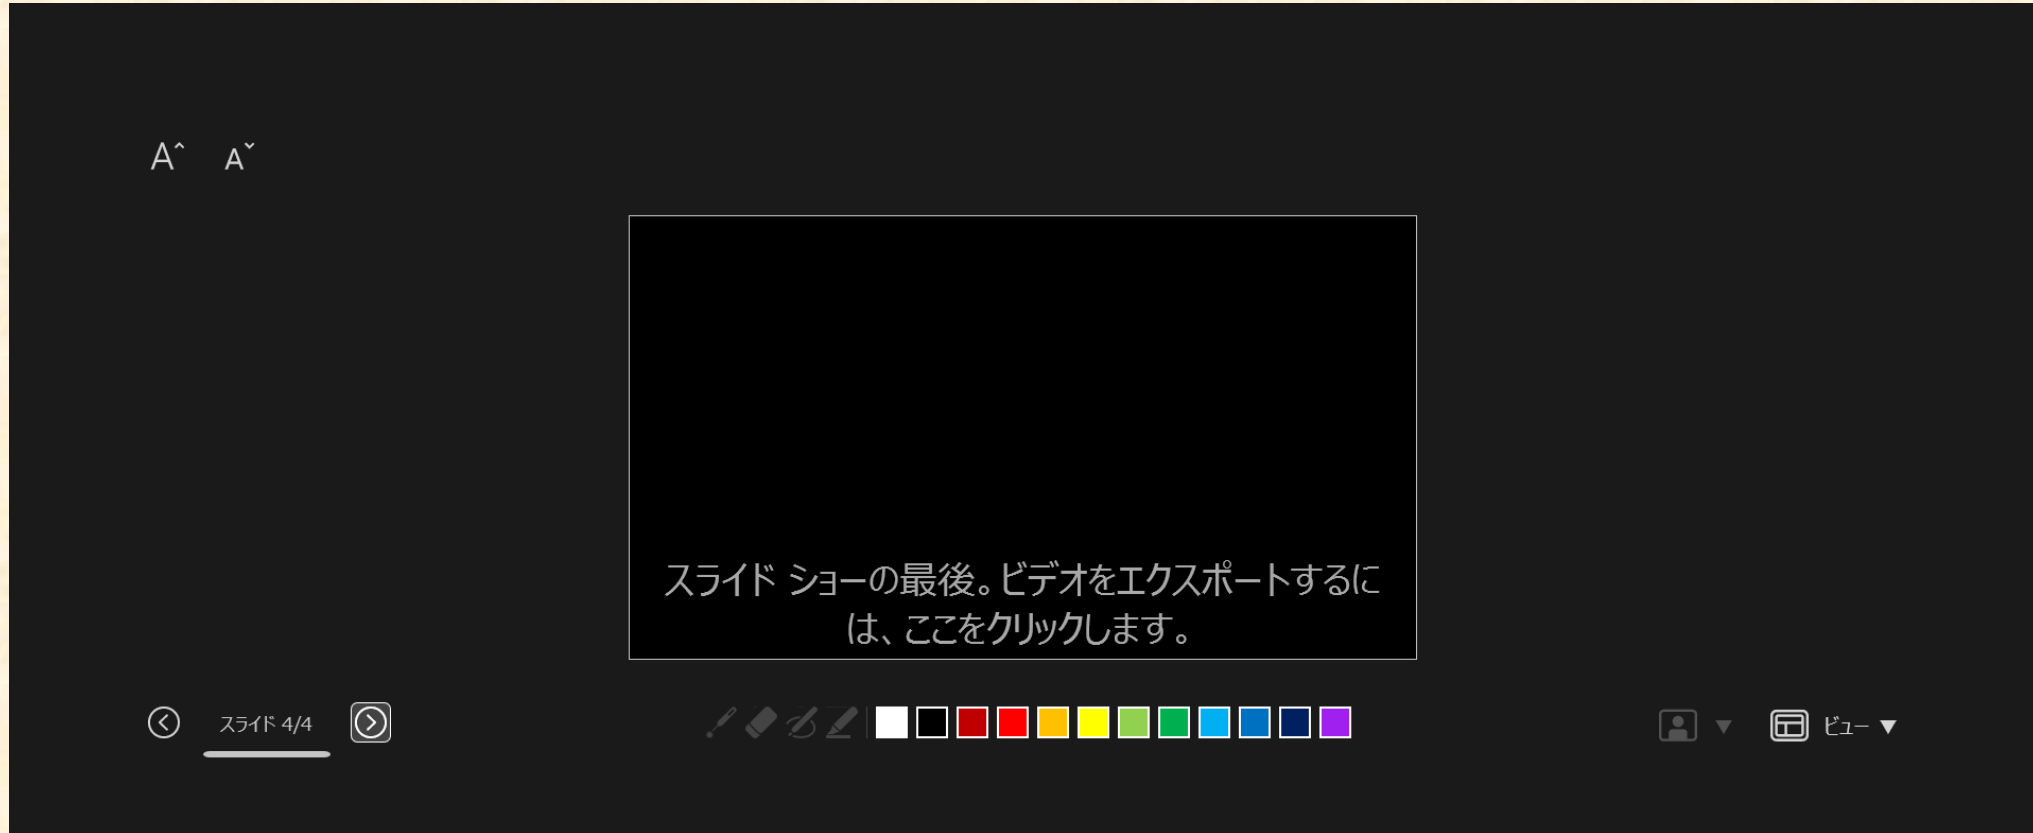 A^ Aˇ
スライド ショーの最後。ビデオをエクスポートするに
は、ここをクリックします。
スライド 4/4
ビュー ▼